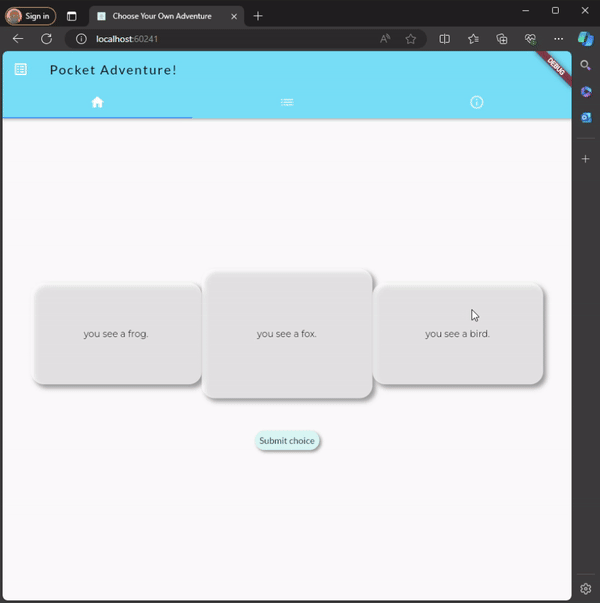 Sign in
Choose Your Own Adventure
localhost:60241
Pocket Adventure!
DEBUG
you see a frog.
you see a fox.
you see a bird.
Submit choice